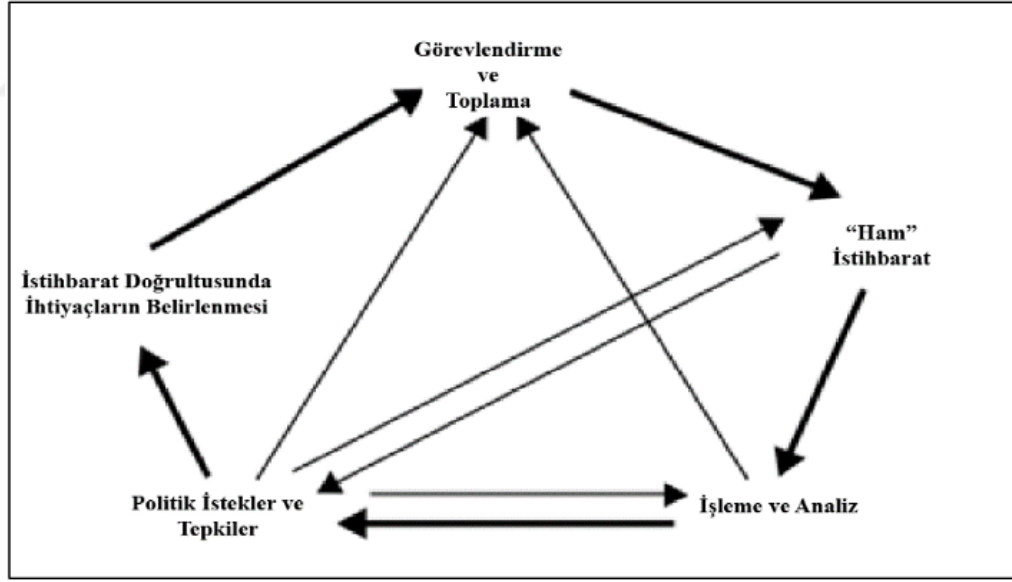 Görevlendirme
ve
Toplama
“Ham”
İstihbarat
İstihbarat Doğrultusunda
İhtiyaçların Belirlenmesi
Politik İstekler ve
Tepkiler
İşleme ve Analiz